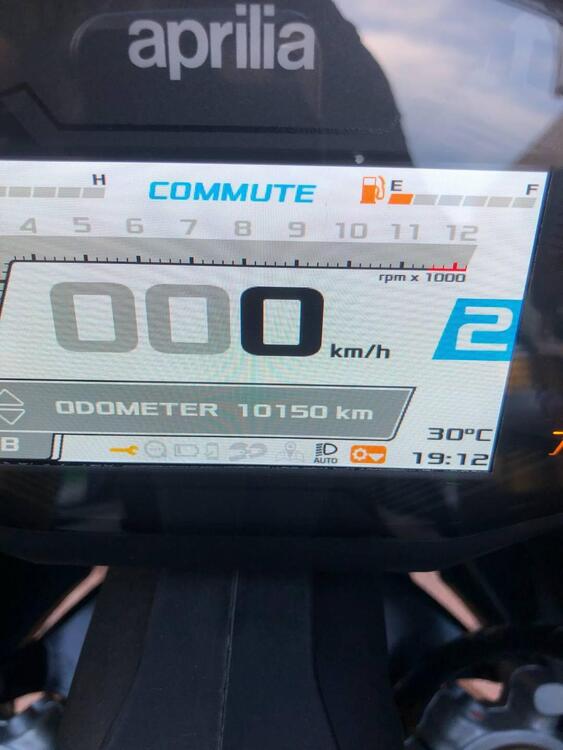 aprilia
H COMMUTE E F
4 5 6 7 8 9 10 11 12
rpm x 1000
000 km/h 2
ODOMETER 10150 km
B AUTO 30°C
19:12